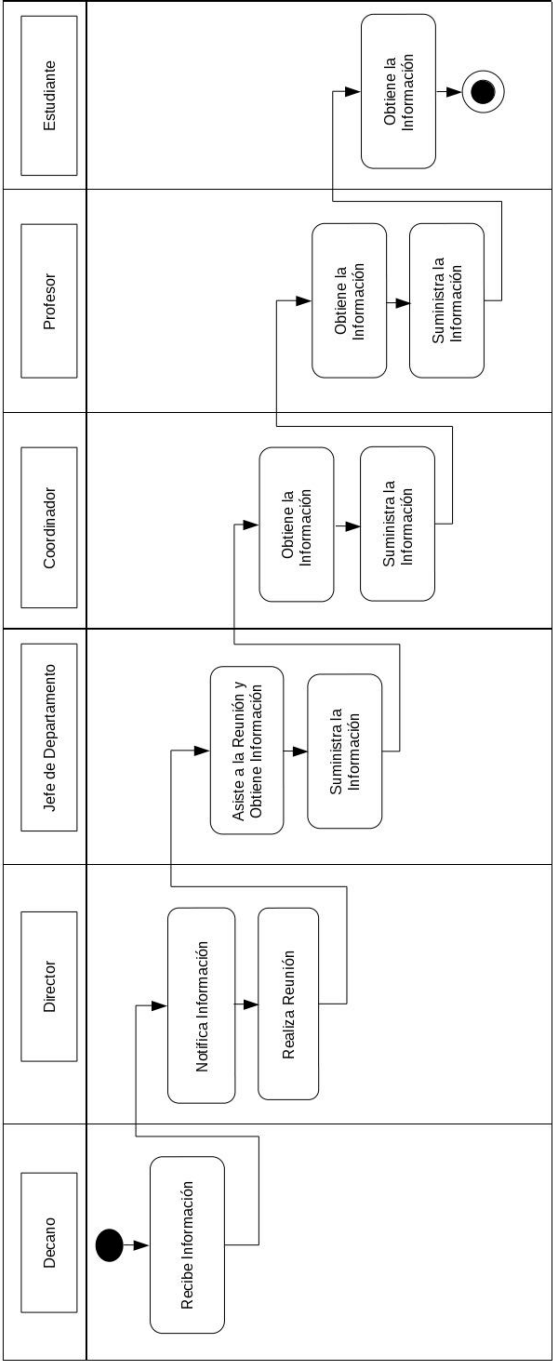 Decano
Director
Jefe de Departamento
Coordinador
Profesor
Estudiante
Recibe Información
Notifica Información
Realiza Reunión
Asiste a la Reunión y
Obtiene Información
Suministra la
Información
Obtiene la
Información
Suministra la
Información
Obtiene la
Información
Suministra la
Información
Obtiene la
Información